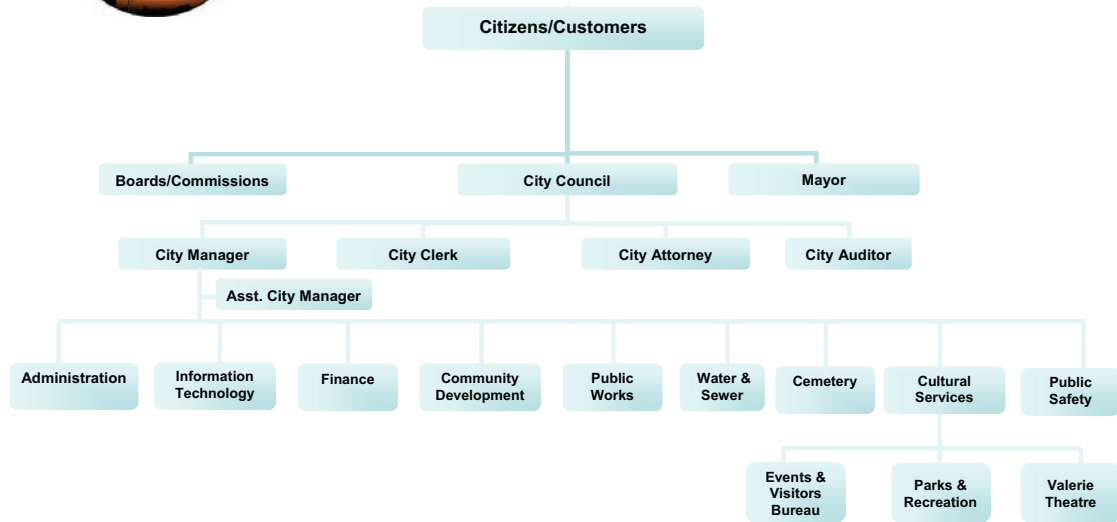 Citizens/Customers
Boards/Commissions
City Council
Mayor
City Manager
City Clerk
City Attorney
City Auditor
Asst. City Manager
Administration
Information
Technology
Finance
Community
Development
Public
Works
Water &
Sewer
Cemetery
Cultural
Services
Public
Safety
Events &
Visitors
Bureau
Parks &
Recreation
Valerie
Theatre